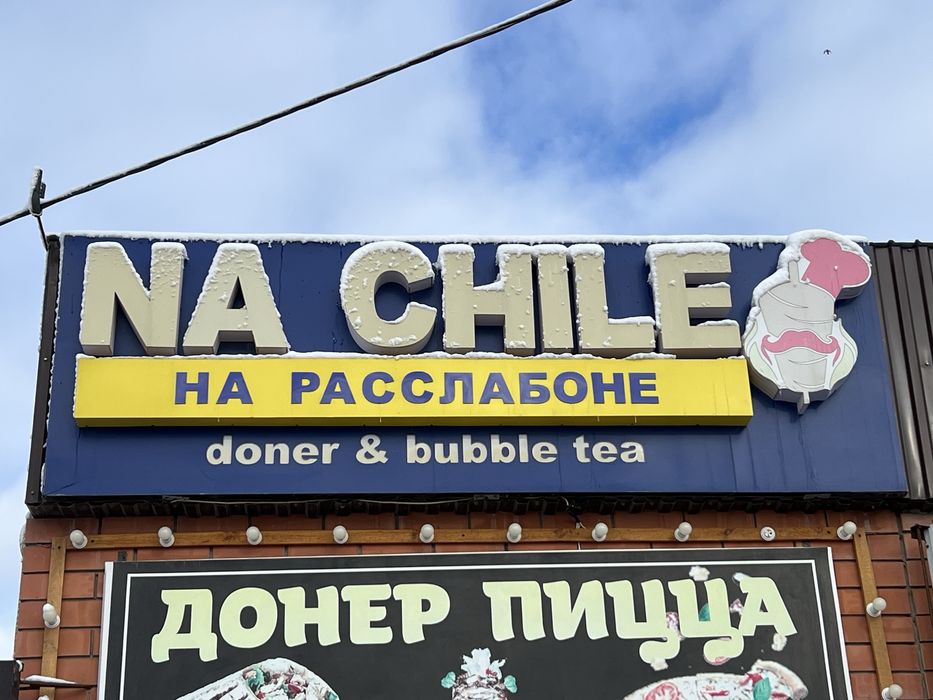 NA CHILE
НА РАССЛАБОНЕ
doner & bubble tea
ДОНЕР ПИЦЦА